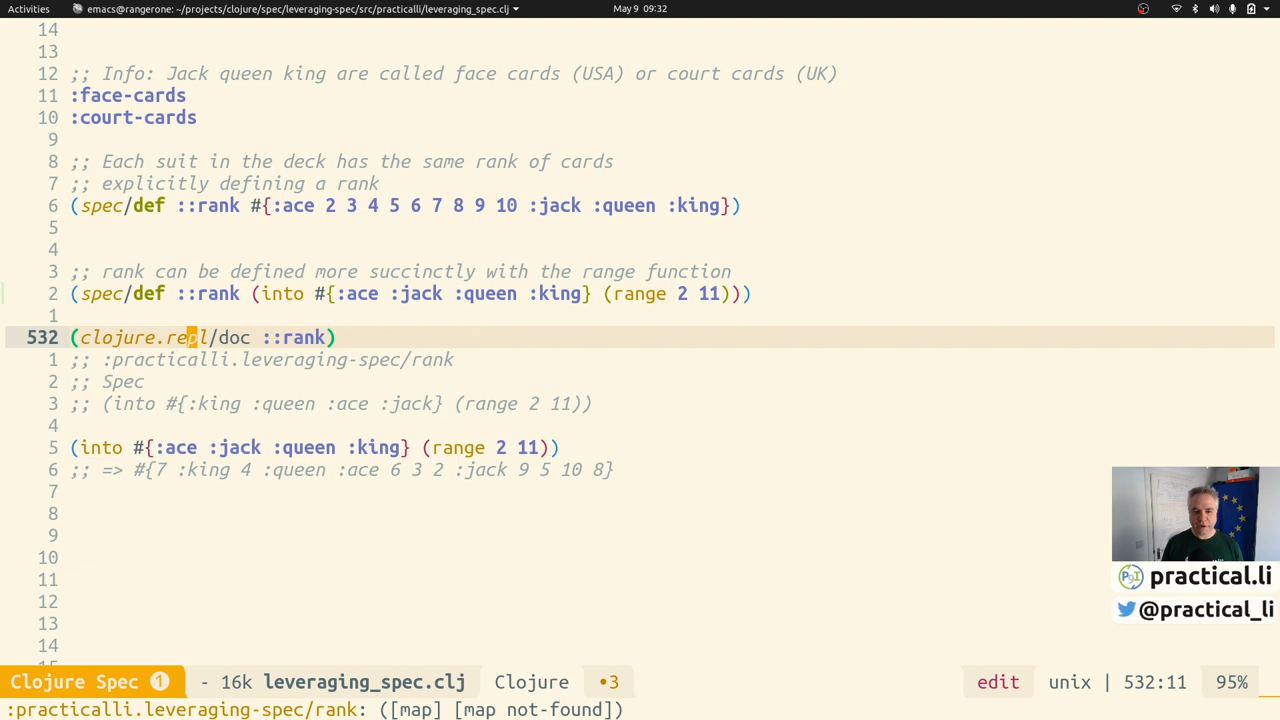 Activities emacs@rangerone: ~/projects/clojure/spec/leveraging-spec/src/practicalli/leveraging_spec.clj May 9 09:32
14
13
12 ;; Info: Jack queen king are called face cards (USA) or court cards (UK)
11 :face-cards
10 :court-cards
9
8 ;; Each suit in the deck has the same rank of cards
7 ;; explicitly defining a rank
6 (spec/def ::rank #{:ace 2 3 4 5 6 7 8 9 10 :jack :queen :king})
5
4
3 ;; rank can be defined more succinctly with the range function
2 (spec/def ::rank (into #{:ace :jack :queen :king} (range 2 11)))
1
532 (clojure.repl/doc ::rank)
1 ;; :practicalli.leveraging-spec/rank
2 ;; Spec
3 ;; (into #{:king :queen :ace :jack} (range 2 11))
4
5 (into #{:ace :jack :queen :king} (range 2 11))
6 ;; => #{7 :king 4 :queen :ace 6 3 2 :jack 9 5 10 8}
7
8
9
10
11
12
13
14
15
practical.li
@practical_li
Clojure Spec 1 - 16k leveraging_spec.clj Clojure •3 edit unix | 532:11 95%
:practicalli.leveraging-spec/rank: ([map] [map not-found])